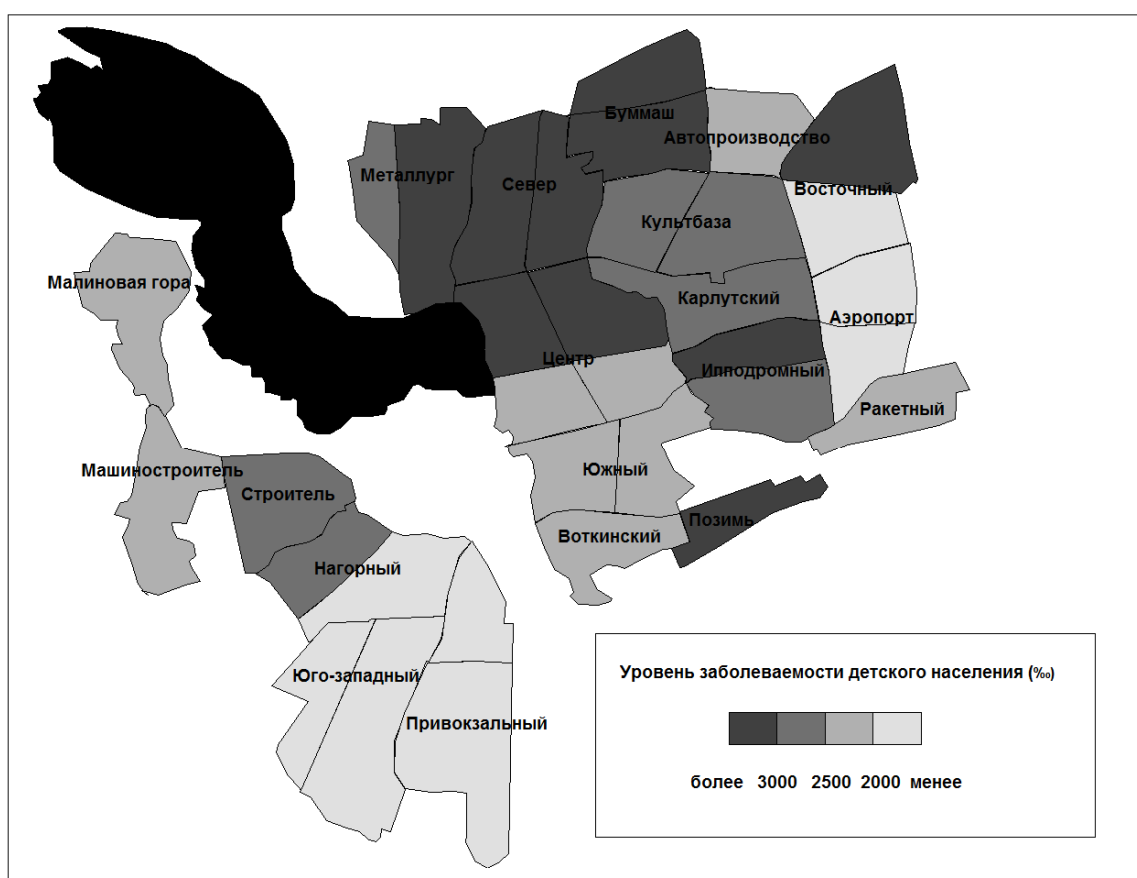 Буммаш
Автопроизводство
Металлург
Север
Восточный
Культбаза
Малиновая гора
Карлутский
Аэропорт
Центр
Ипподромный
Ракетный
Машиностроитель
Южный
Строитель
Позимь
Воткинский
Нагорный
Юго-западный
Привокзальный
Уровень заболеваемости детского населения (‰)
более 3000 2500 2000 менее